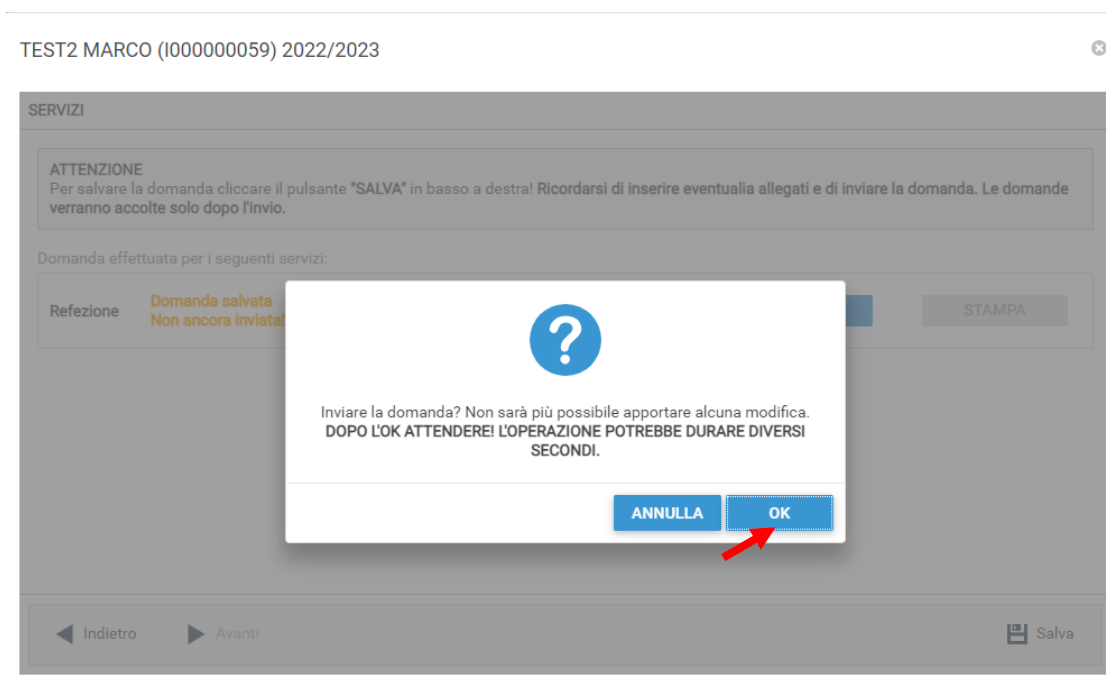 TEST2 MARCO (I000000059) 2022/2023
SERVIZI
ATTENZIONE
Per salvare la domanda cliccare il pulsante "SALVA" in basso a destra! Ricordarsi di inserire eventualia allegati e di inviare la domanda. Le domande
verranno accolte solo dopo l'invio.
Domanda effettuata per i seguenti servizi:
Refezione
Domanda salvata
Non ancora inviata!
STAMPA
?
Inviare la domanda? Non sarà più possibile apportare alcuna modifica.
DOPO L'OK ATTENDERE! L'OPERAZIONE POTREBBE DURARE DIVERSI
SECONDI.
ANNULLA
OK
Indietro
Avanti
Salva